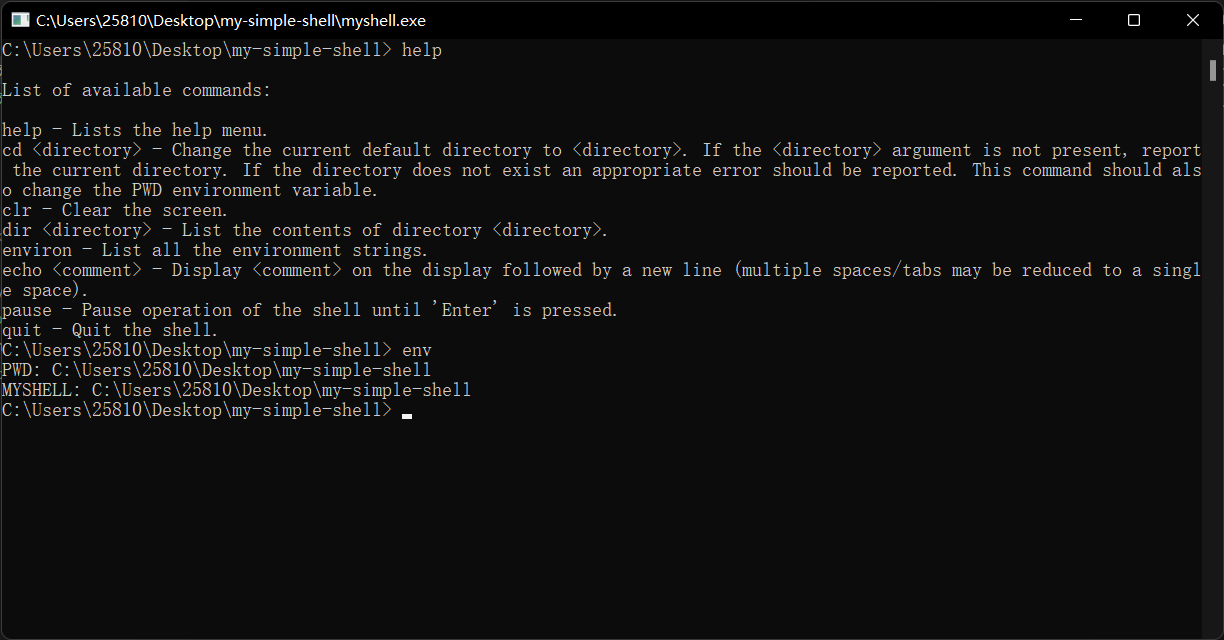 C:\Users\25810\Desktop\my-simple-shell\myshell.exe
C:\Users\25810\Desktop\my-simple-shell> help
List of available commands:
help - Lists the help menu.
cd <directory> - Change the current default directory to <directory>. If the <directory> argument is not present, report
 the current directory. If the directory does not exist an appropriate error should be reported. This command should als
o change the PWD environment variable.
clr - Clear the screen.
dir <directory> - List the contents of directory <directory>.
environ - List all the environment strings.
echo <comment> - Display <comment> on the display followed by a new line (multiple spaces/tabs may be reduced to a singl
e space).
pause - Pause operation of the shell until 'Enter' is pressed.
quit - Quit the shell.
C:\Users\25810\Desktop\my-simple-shell> env
PWD: C:\Users\25810\Desktop\my-simple-shell
MYSHELL: C:\Users\25810\Desktop\my-simple-shell
C:\Users\25810\Desktop\my-simple-shell>